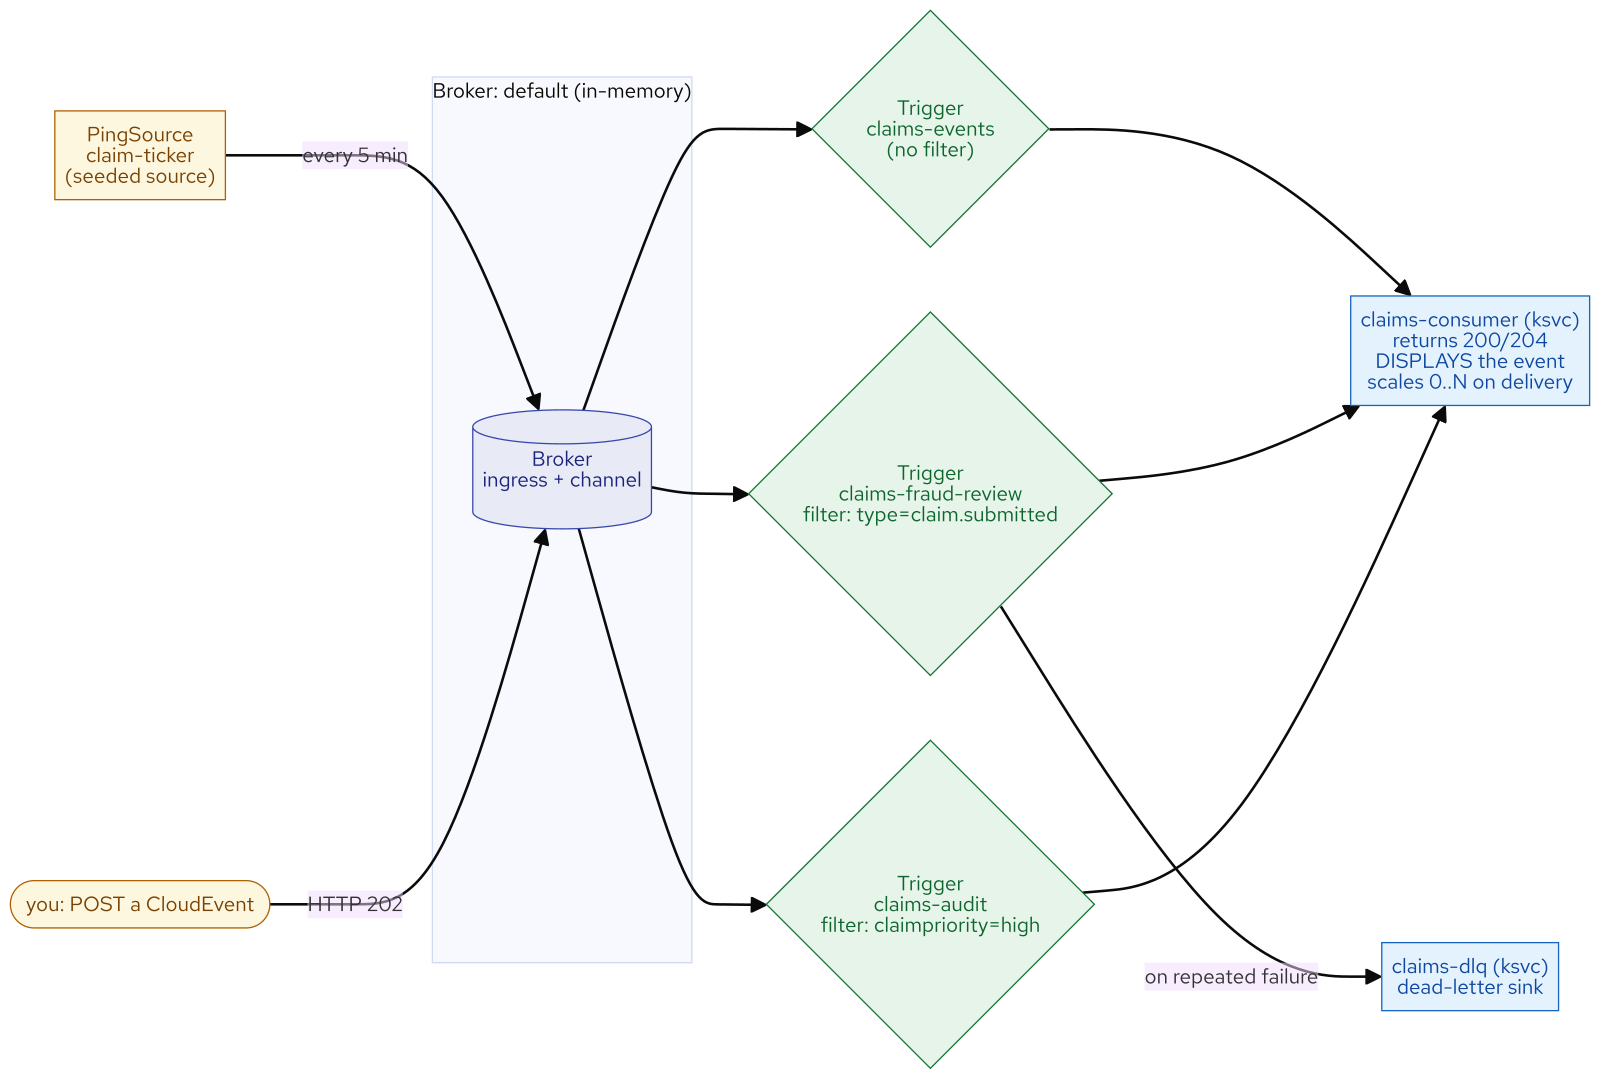 Broker: default (in-memory)
PingSource
claim-ticker
(seeded source)
every 5 min
Trigger
claims-events
(no filter)
claims-consumer (ksvc)
returns 200/204
DISPLAYS the event
scales 0..N on delivery
Broker
ingress + channel
Trigger
claims-fraud-review
filter: type=claim.submitted
you: POST a CloudEvent
HTTP 202
Trigger
claims-audit
filter: claimpriority=high
on repeated failure
claims-dlq (ksvc)
dead-letter sink